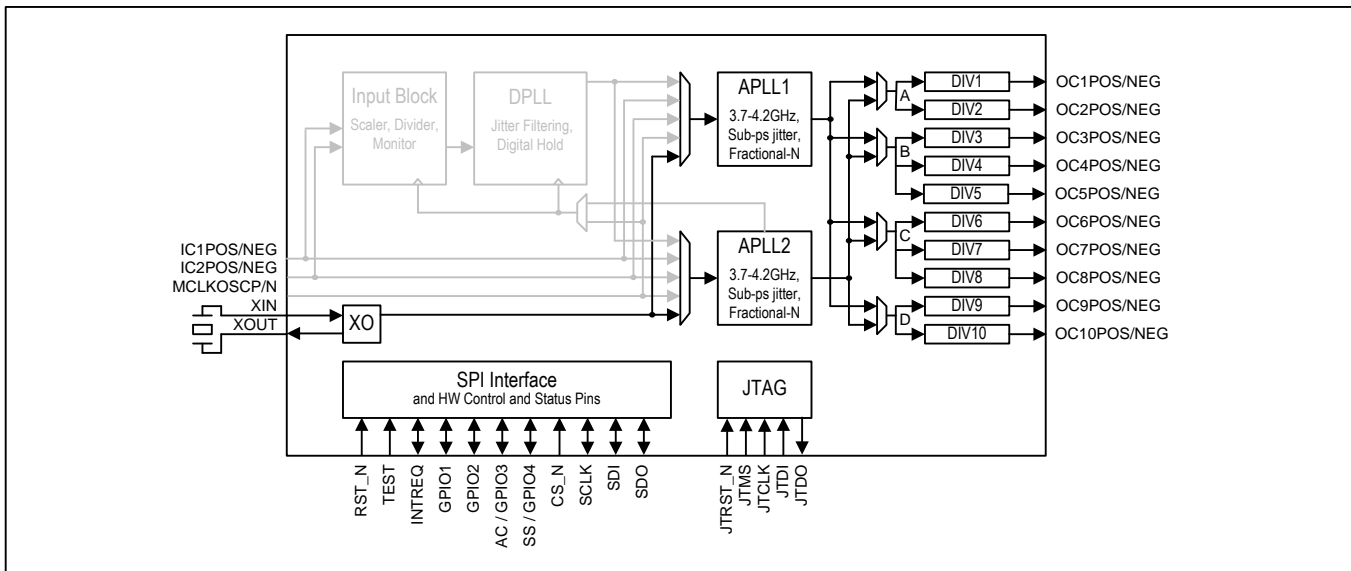 Input Block
Scaler, Divider,
Monitor
DPLL
Jitter Filtering,
Digital Hold
APLL1
3.7-4.2GHz,
Sub-ps jitter,
Fractional-N
APLL2
3.7-4.2GHz,
Sub-ps jitter,
Fractional-N
A
B
C
D
DIV1
DIV2
DIV3
DIV4
DIV5
DIV6
DIV7
DIV8
DIV9
DIV10
OC1POS/NEG
OC2POS/NEG
OC3POS/NEG
OC4POS/NEG
OC5POS/NEG
OC6POS/NEG
OC7POS/NEG
OC8POS/NEG
OC9POS/NEG
OC10POS/NEG
IC1POS/NEG
IC2POS/NEG
MCLKOSCP/N
XIN
XOUT
XO
SPI Interface
and HW Control and Status Pins
JTAG
RST_N
TEST
INTREQ
GPIO1
GPIO2
AC / GPIO3
SS / GPIO4
CS_N
SCLK
SDI
SDO
JTRST_N
JTMS
JTCLK
JTDI
JTDO